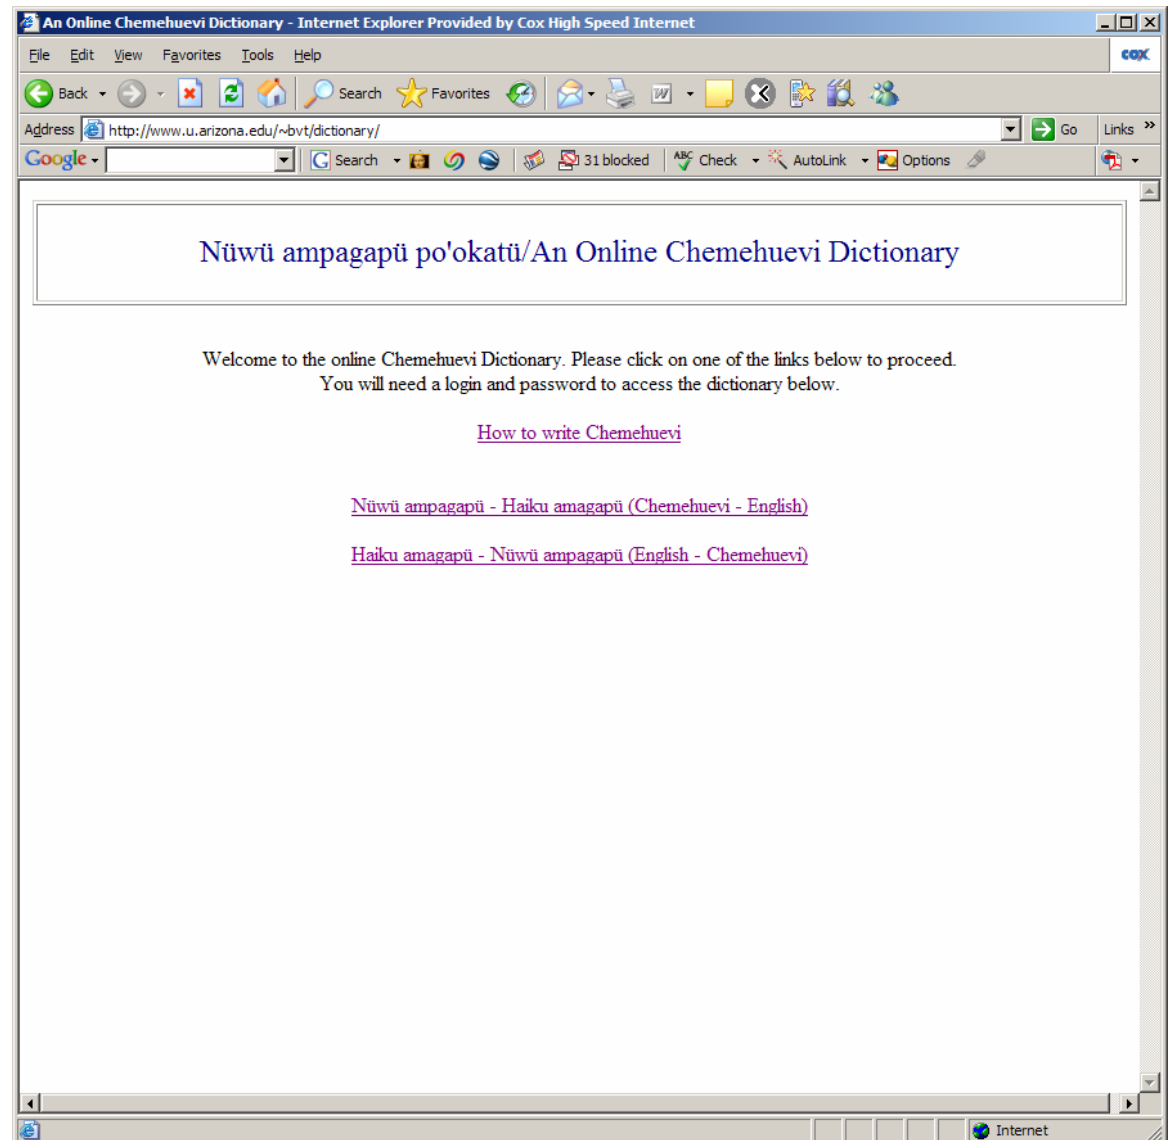 An Online Chemehuevi Dictionary - Internet Explorer Provided by Cox High Speed Internet
File Edit View Favorites Tools Help
COX
Back Search Favorites
Address http://www.u.arizona.edu/~bvt/dictionary/ Go Links »
Google Search 31 blocked ABC Check AutoLink Options
Nüwü ampagapü po'okatü/An Online Chemehuevi Dictionary
Welcome to the online Chemehuevi Dictionary. Please click on one of the links below to proceed.
You will need a login and password to access the dictionary below.
How to write Chemehuevi
Nüwü ampagapü - Haiku amagapü (Chemehuevi - English)
Haiku amagapü - Nüwü ampagapü (English - Chemehuevi)
Internet